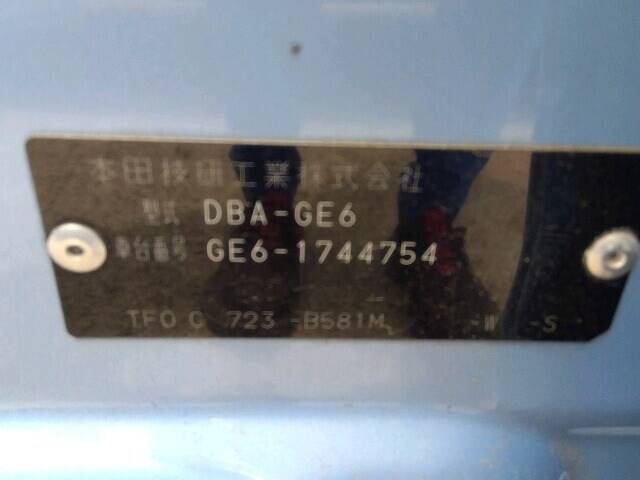 本田技研工業株式会社
型式 DBA-GE6
車台番号 GE6-1744754
TF0 C 723 -B581M -W -S